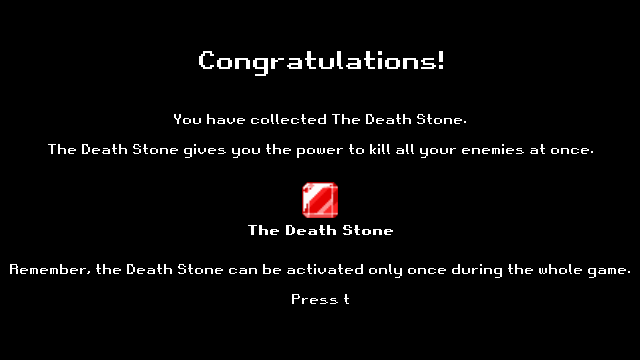 Congratulations!
You have collected The Death Stone.
The Death Stone gives you the power to kill all your enemies at once.
The Death Stone
Remember, the Death Stone can be activated only once during the whole game.
Press t